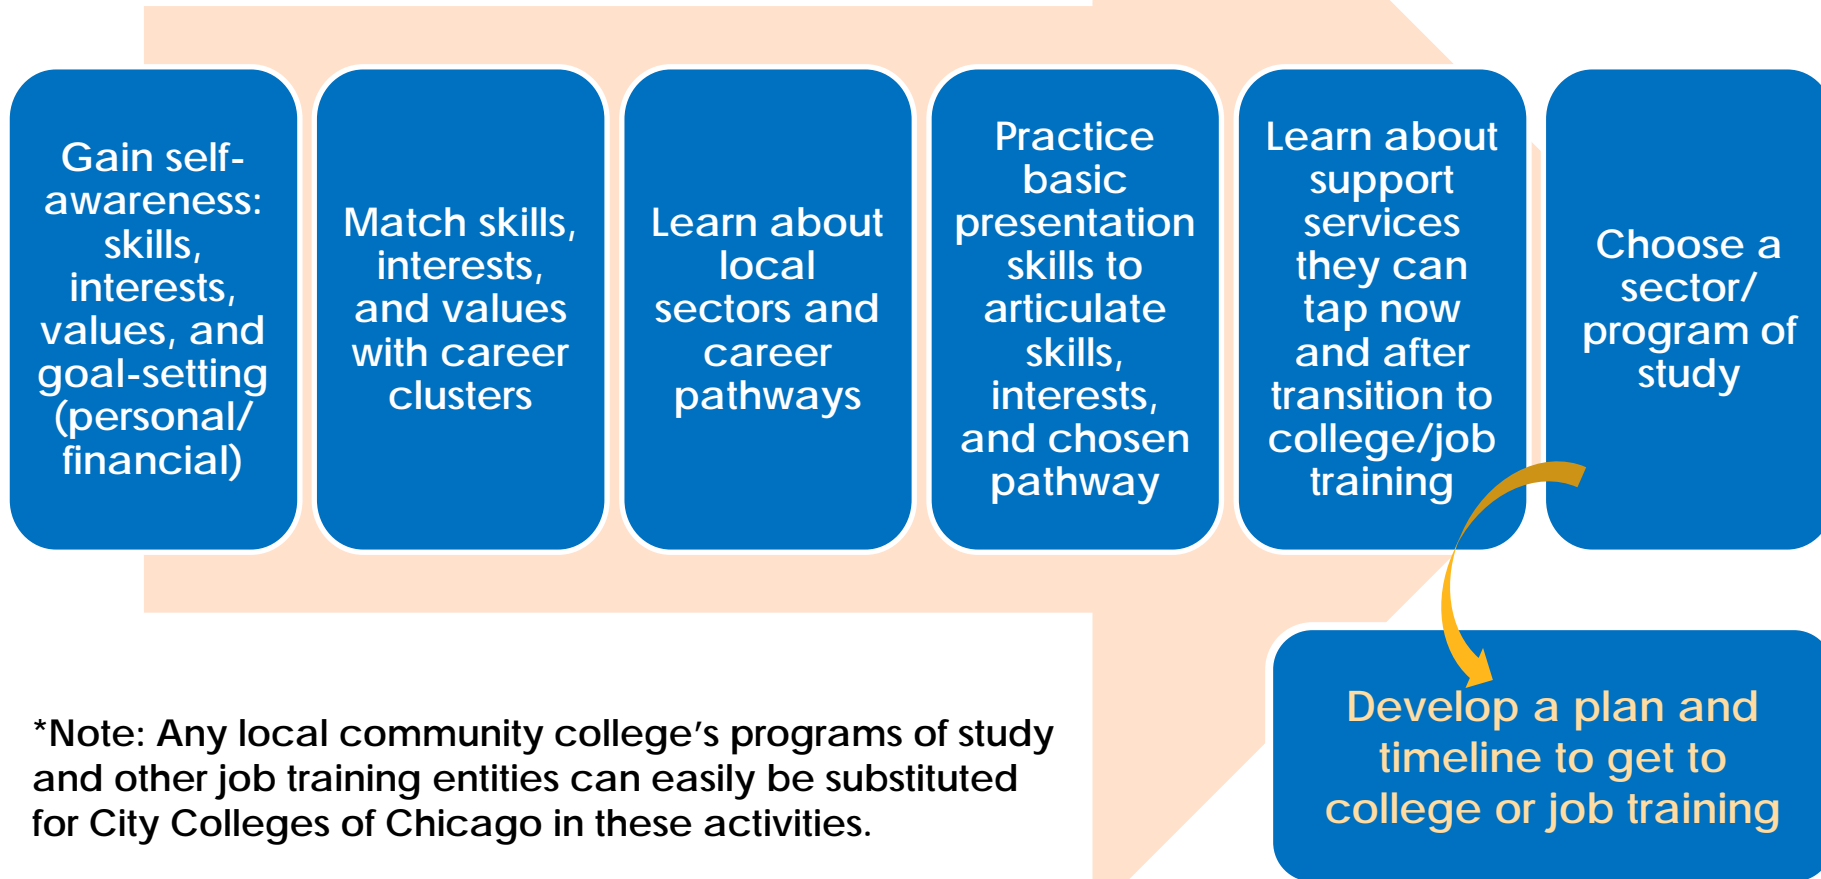 Gain self-
awareness:
skills,
interests,
values, and
goal-setting
(personal/
financial)
Match skills,
interests,
and values
with career
clusters
Learn about
local
sectors and
career
pathways
Practice
basic
presentation
skills to
articulate
skills,
interests,
and chosen
pathway
Learn about
support
services
they can
tap now
and after
transition to
college/job
training
Choose a
sector/
program of
study
Develop a plan and
timeline to get to
college or job training
*Note: Any local community college’s programs of study
and other job training entities can easily be substituted
for City Colleges of Chicago in these activities.